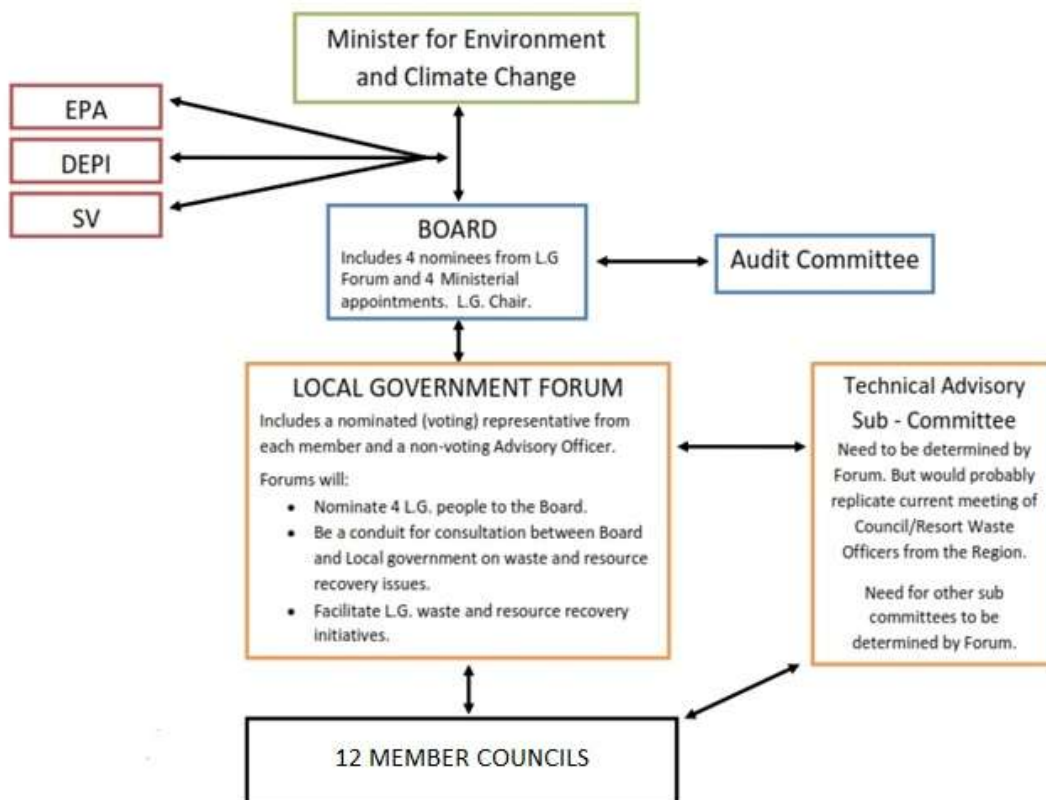 Minister for Environment
and Climate Change
EPA
DEPI
SV
BOARD
Includes 4 nominees from L.G
Forum and 4 Ministerial
appointments. L.G. Chair.
Audit Committee
LOCAL GOVERNMENT FORUM
Includes a nominated (voting) representative from
each member and a non-voting Advisory Officer.
Forums will:
• Nominate 4 L.G. people to the Board.
• Be a conduit for consultation between Board
and Local government on waste and resource
recovery issues.
• Facilitate L.G. waste and resource recovery
initiatives.
Technical Advisory
Sub - Committee
Need to be determined by
Forum. But would probably
replicate current meeting of
Council/Resort Waste
Officers from the Region.
Need for other sub
committees to be
determined by Forum.
12 MEMBER COUNCILS